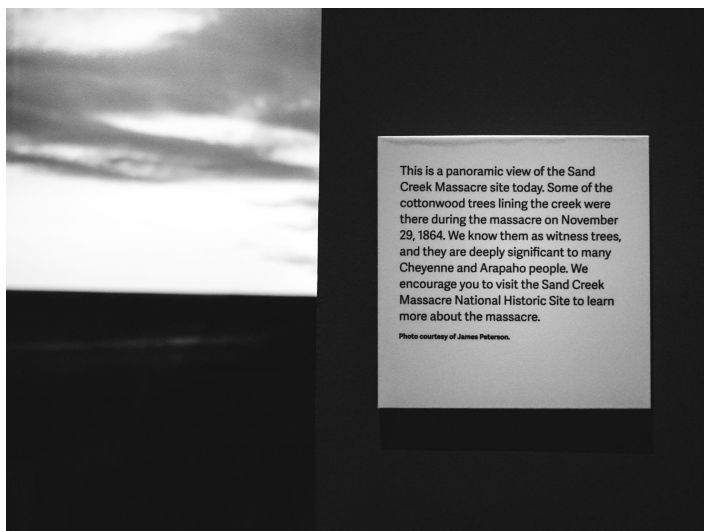 This is a panoramic view of the Sand
Creek Massacre site today. Some of the
cottonwood trees lining the creek were
there during the massacre on November
29, 1864. We know them as witness trees,
and they are deeply significant to many
Cheyenne and Arapaho people. We
encourage you to visit the Sand Creek
Massacre National Historic Site to learn
more about the massacre.
Photo courtesy of James Peterson.